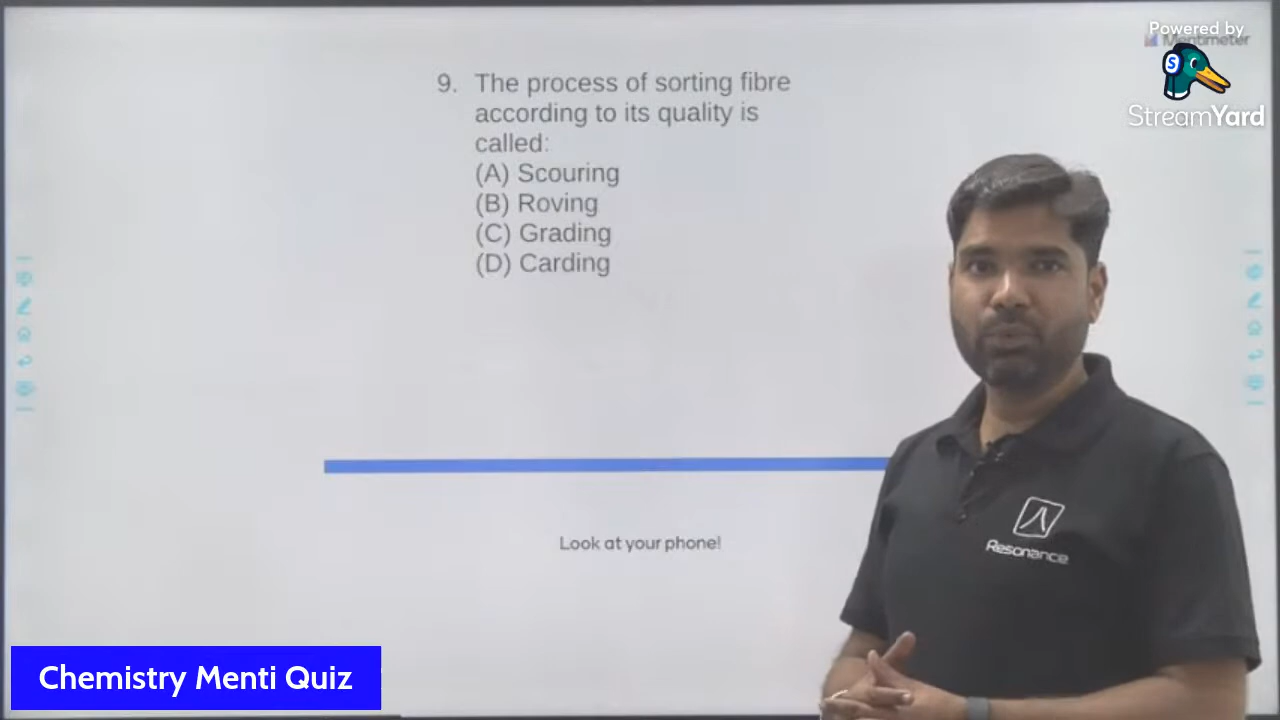 Powered by
Mentimeter
StreamYard
9. The process of sorting fibre
according to its quality is
called:
(A) Scouring
(B) Roving
(C) Grading
(D) Carding
Look at your phone!
Resonance
Chemistry Menti Quiz